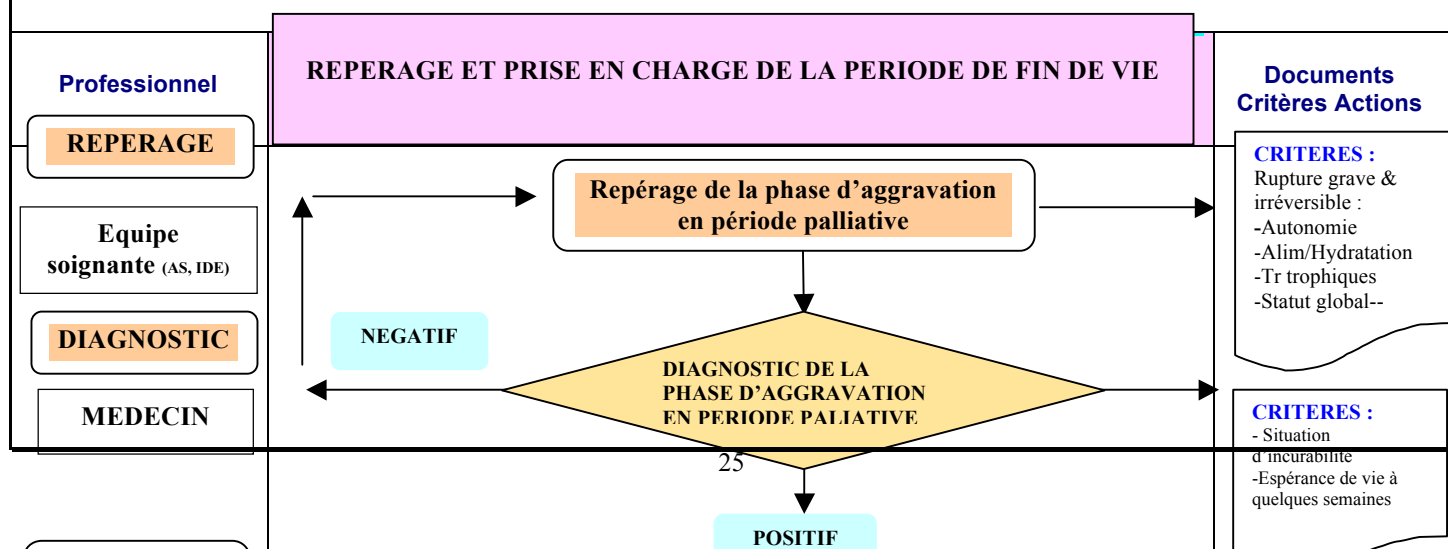 Professionnel
REPERAGE ET PRISE EN CHARGE DE LA PERIODE DE FIN DE VIE
Documents
Critères Actions
REPERAGE
Repérage de la phase d’aggravation
en période palliative
CRITERES :
Rupture grave &
irréversible :
-Autonomie
-Alim/Hydratation
-Tr trophiques
-Statut global--
Equipe
soignante (AS, IDE)
DIAGNOSTIC
NEGATIF
DIAGNOSTIC DE LA
PHASE D’AGGRAVATION
EN PERIODE PALIATIVE
MEDECIN
CRITERES :
- Situation
d’incurabilité
-Espérance de vie à
quelques semaines
25
POSITIF